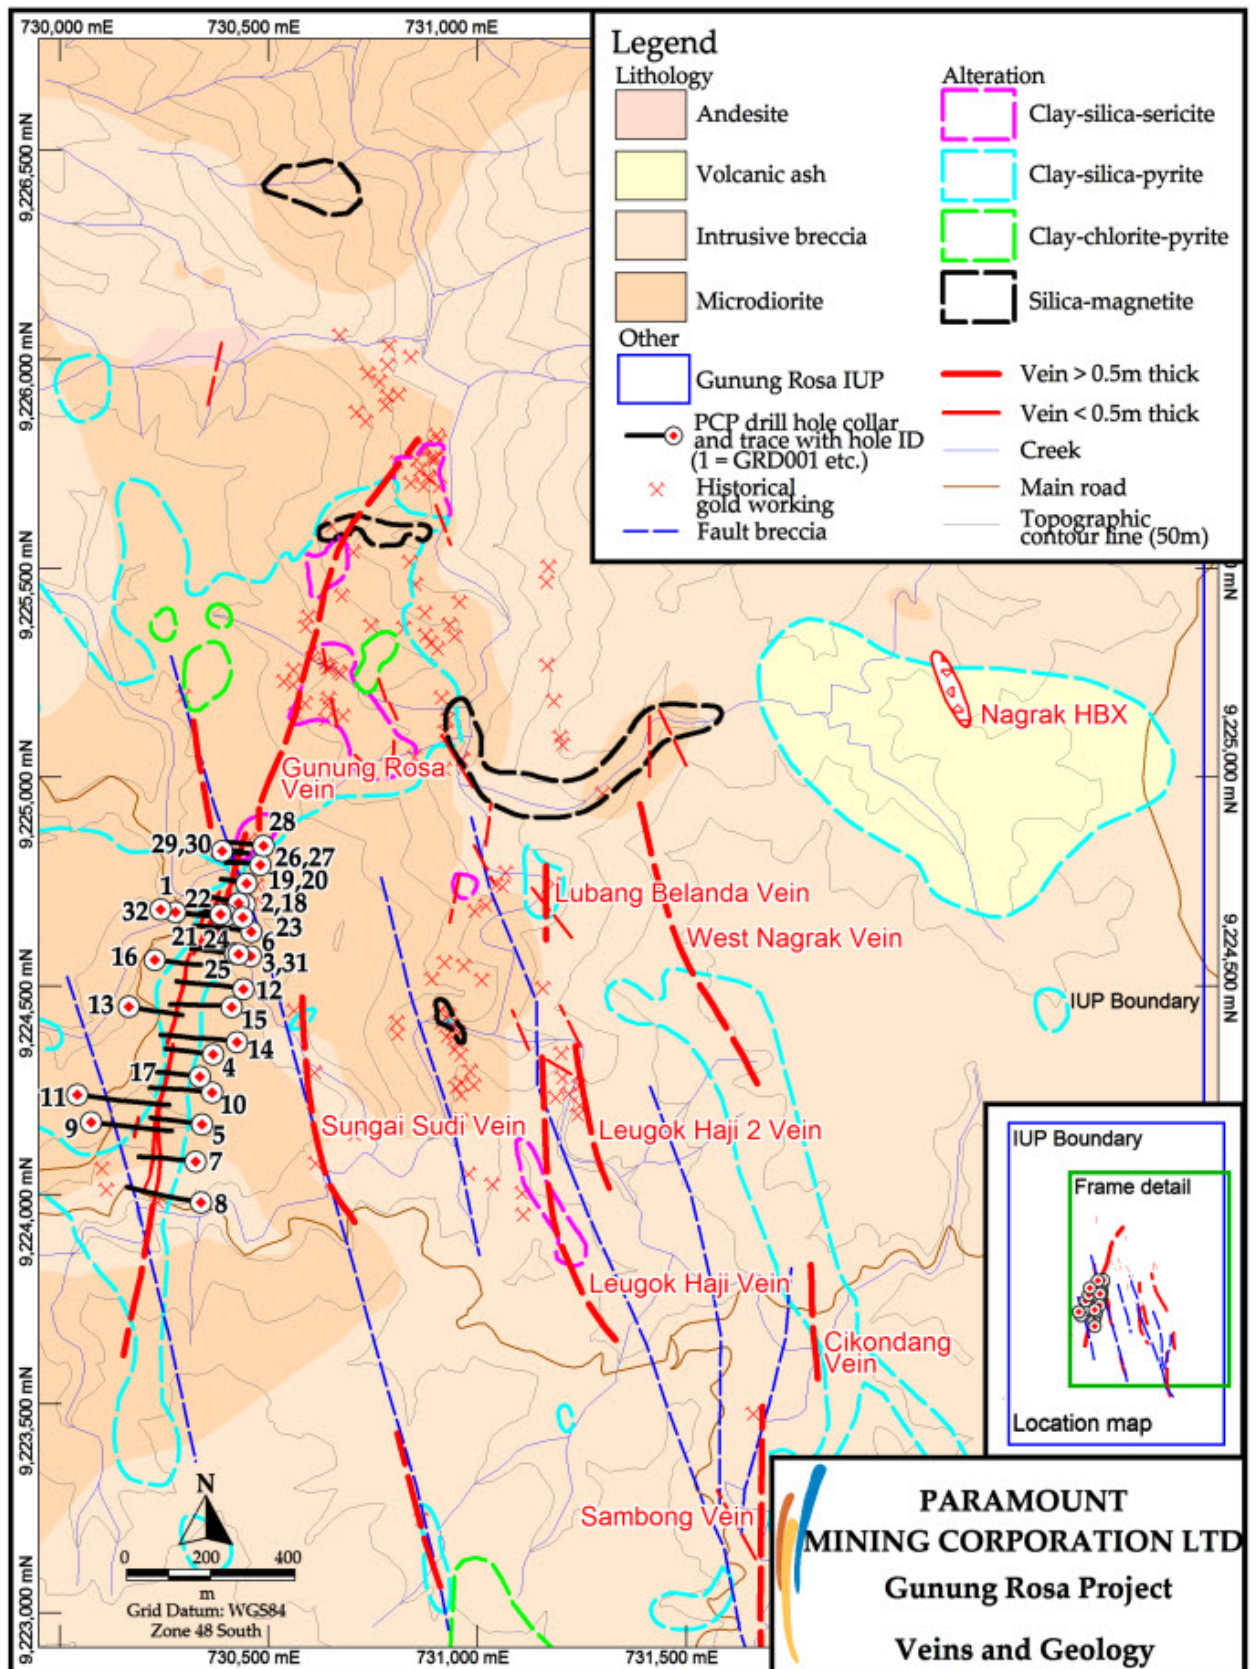 730,000 mE
730,500 mE
731,000 mE
Legend
Lithology
Andesite
Volcanic ash
Intrusive breccia
Microdiorite
Other
Gunung Rosa IUP
PCP drill hole collar
and trace with hole ID
(1 = GRD001 etc.)
Historical
gold working
Fault breccia
Alteration
Clay-silica-sericite
Clay-silica-pyrite
Clay-chlorite-pyrite
Silica-magnetite
Vein > 0.5m thick
Vein < 0.5m thick
Creek
Main road
Topographic
contour line (50m)
9,226,500 mN
9,226,000 mN
9,225,500 mN
9,225,000 mN
9,224,500 mN
9,224,000 mN
9,223,500 mN
9,223,000 mN
0 mN
9,225,000 mN
9,224,500 mN
Nagrak HBX
Gunung Rosa
Vein
28
29,30
26,27
1
19,20
22
2,18
32
23
21
24
6
16
25
3,31
12
13
15
14
17
4
11
10
9
5
7
8
Lubang Belanda Vein
West Nagrak Vein
IUP Boundary
Sungai Sudi Vein
Leugok Haji 2 Vein
Leugok Haji Vein
Cikondang
Vein
Sambong Vein
IUP Boundary
Frame detail
Location map
N
0 200 400
m
Grid Datum: WGS84
Zone 48 South
730,500 mE
731,000 mE
731,500 mE
PARAMOUNT
MINING CORPORATION LTD
Gunung Rosa Project
Veins and Geology